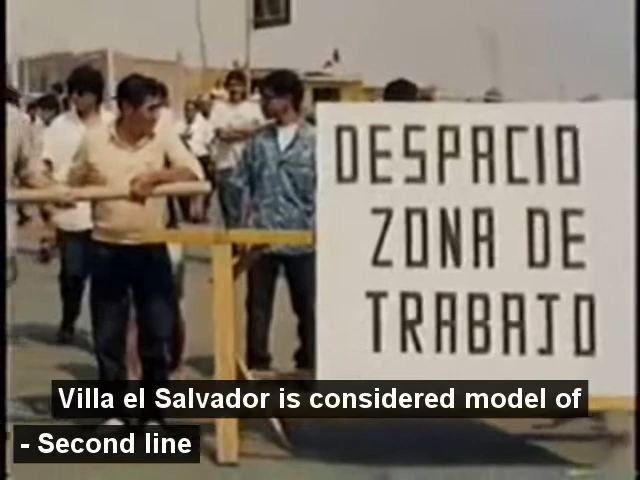 DESPACIO
ZONA DE
TRABAJO
Villa el Salvador is considered model of
- Second line